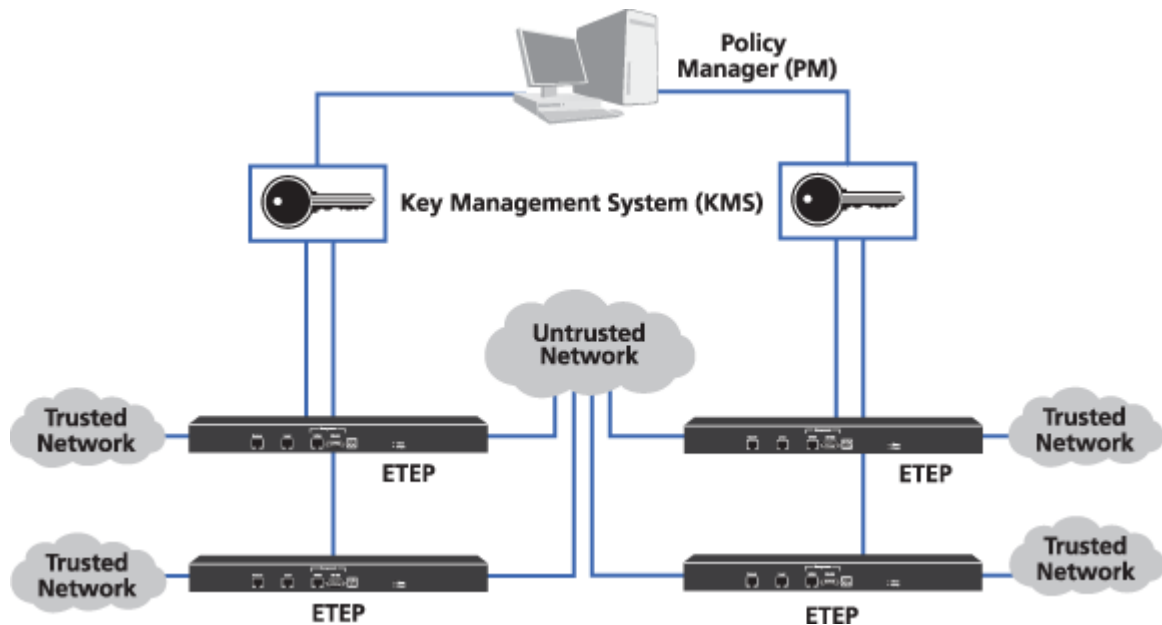 Policy
Manager (PM)
Key Management System (KMS)
Untrusted
Network
Trusted
Network
ETEP
Trusted
Network
ETEP
Trusted
Network
ETEP
Trusted
Network
ETEP